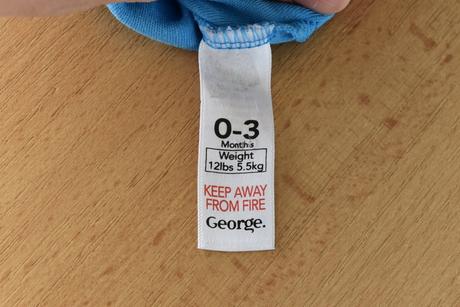 0-3
Months
Weight
12lbs 5.5kg
KEEP AWAY
FROM FIRE
George.